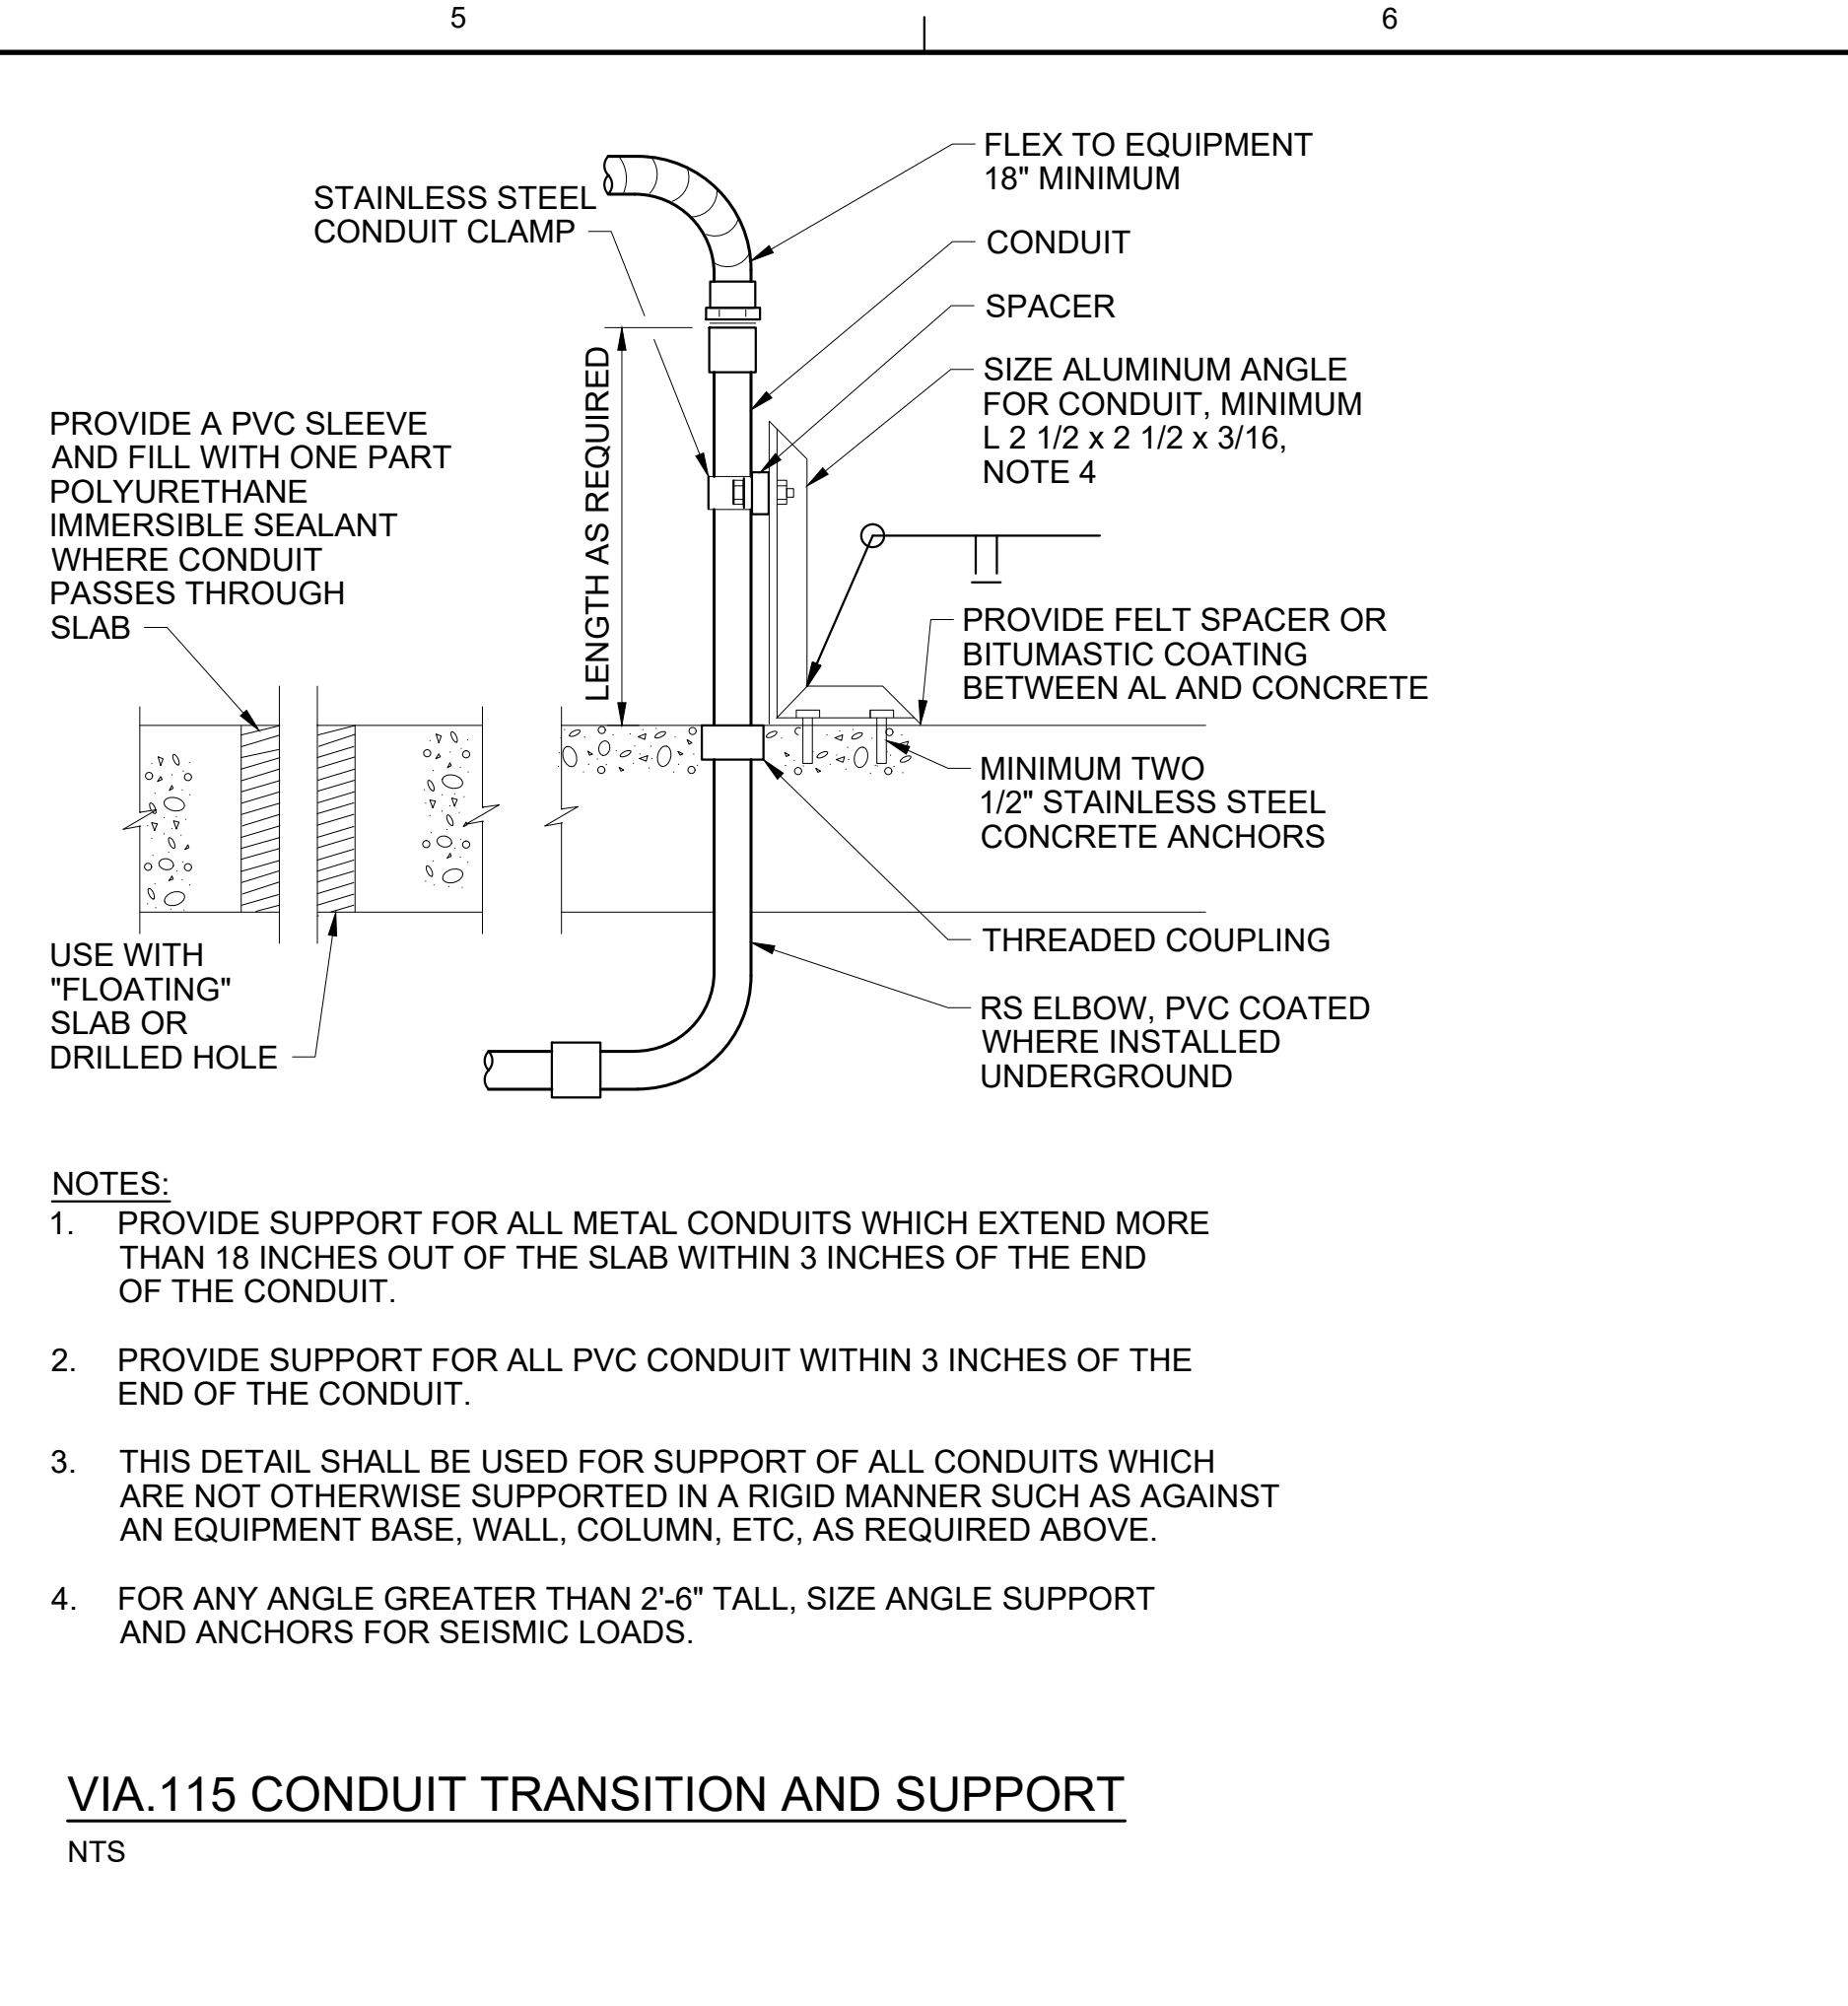 5
6
FLEX TO EQUIPMENT
18" MINIMUM
STAINLESS STEEL
CONDUIT CLAMP
CONDUIT
SPACER
SIZE ALUMINUM ANGLE
FOR CONDUIT, MINIMUM
L 2 1/2 x 2 1/2 x 3/16,
NOTE 4
LENGTH AS REQUIRED
PROVIDE A PVC SLEEVE
AND FILL WITH ONE PART
POLYURETHANE
IMMERSIBLE SEALANT
WHERE CONDUIT
PASSES THROUGH
SLAB
PROVIDE FELT SPACER OR
BITUMASTIC COATING
BETWEEN AL AND CONCRETE
MINIMUM TWO
1/2" STAINLESS STEEL
CONCRETE ANCHORS
THREADED COUPLING
USE WITH
"FLOATING"
SLAB OR
DRILLED HOLE
RS ELBOW, PVC COATED
WHERE INSTALLED
UNDERGROUND
NOTES:
1. PROVIDE SUPPORT FOR ALL METAL CONDUITS WHICH EXTEND MORE
THAN 18 INCHES OUT OF THE SLAB WITHIN 3 INCHES OF THE END
OF THE CONDUIT.
2. PROVIDE SUPPORT FOR ALL PVC CONDUIT WITHIN 3 INCHES OF THE
END OF THE CONDUIT.
3. THIS DETAIL SHALL BE USED FOR SUPPORT OF ALL CONDUITS WHICH
ARE NOT OTHERWISE SUPPORTED IN A RIGID MANNER SUCH AS AGAINST
AN EQUIPMENT BASE, WALL, COLUMN, ETC, AS REQUIRED ABOVE.
4. FOR ANY ANGLE GREATER THAN 2'-6" TALL, SIZE ANGLE SUPPORT
AND ANCHORS FOR SEISMIC LOADS.
VIA.115 CONDUIT TRANSITION AND SUPPORT
NTS